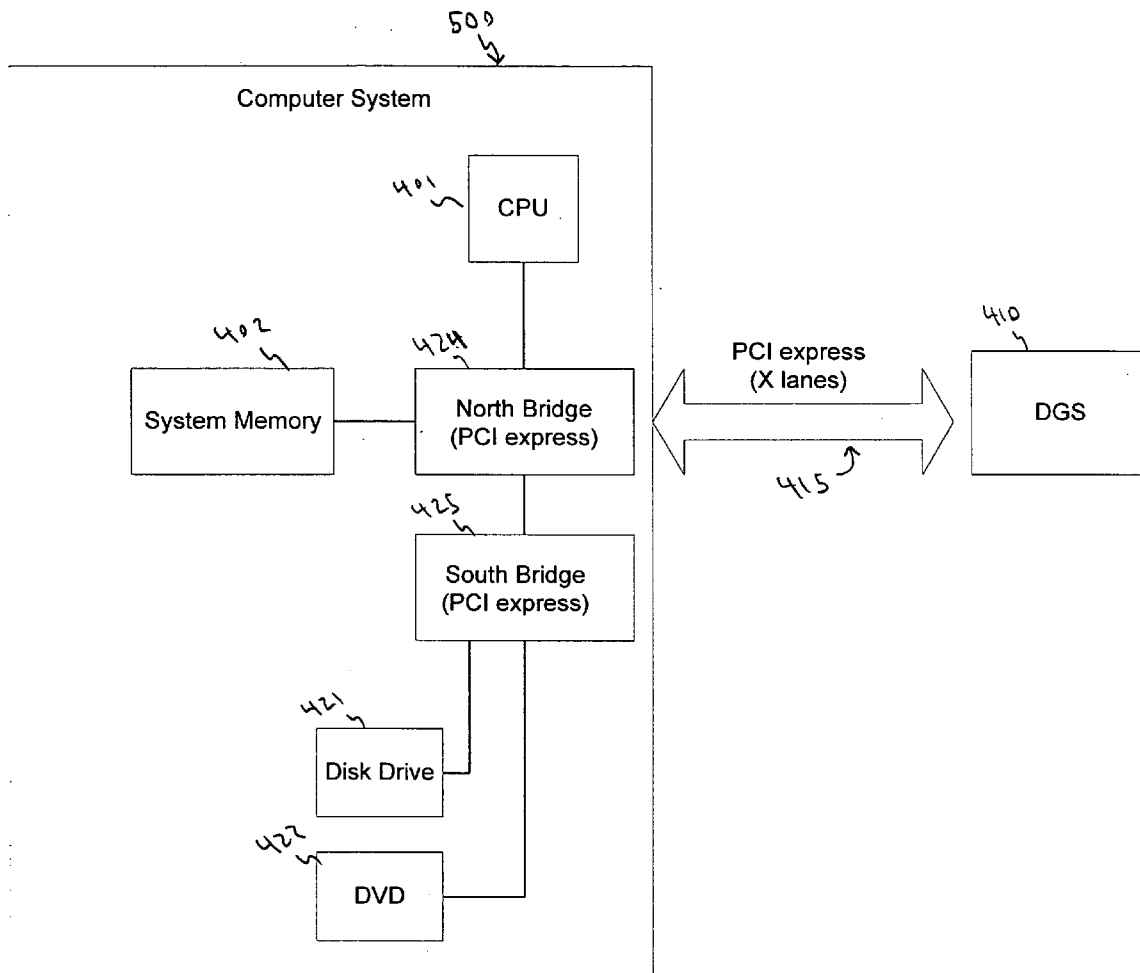 500
Computer System
401
CPU
402
System Memory
424
North Bridge
(PCI express)
PCI express
(X lanes)
415
410
DGS
425
South Bridge
(PCI express)
421
Disk Drive
422
DVD